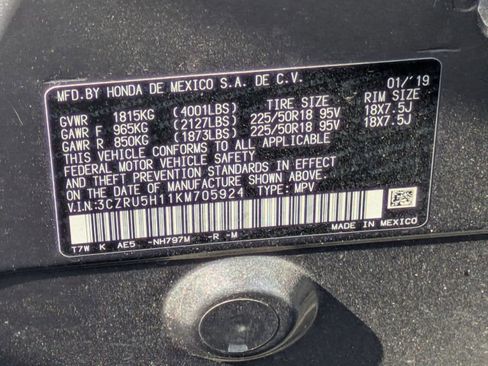 MFD.BY HONDA DE MEXICO S.A. DE C.V. 01/'19
GVWR 1815KG (4001LBS) TIRE SIZE RIM SIZE
GAWR F 965KG (2127LBS) 225/50R18 95V 18X7.5J
GAWR R 850KG (1873LBS) 225/50R18 95V 18X7.5J
THIS VEHICLE CONFORMS TO ALL APPLICABLE
FEDERAL MOTOR VEHICLE SAFETY
AND THEFT PREVENTION STANDARDS IN EFFECT ON
THE DATE OF MANUFACTURE SHOWN ABOVE.
V.I.N:3CZRU5H11KM705924 TYPE: MPV
T7W K AE5 -NH797M -R -M MADE IN MEXICO